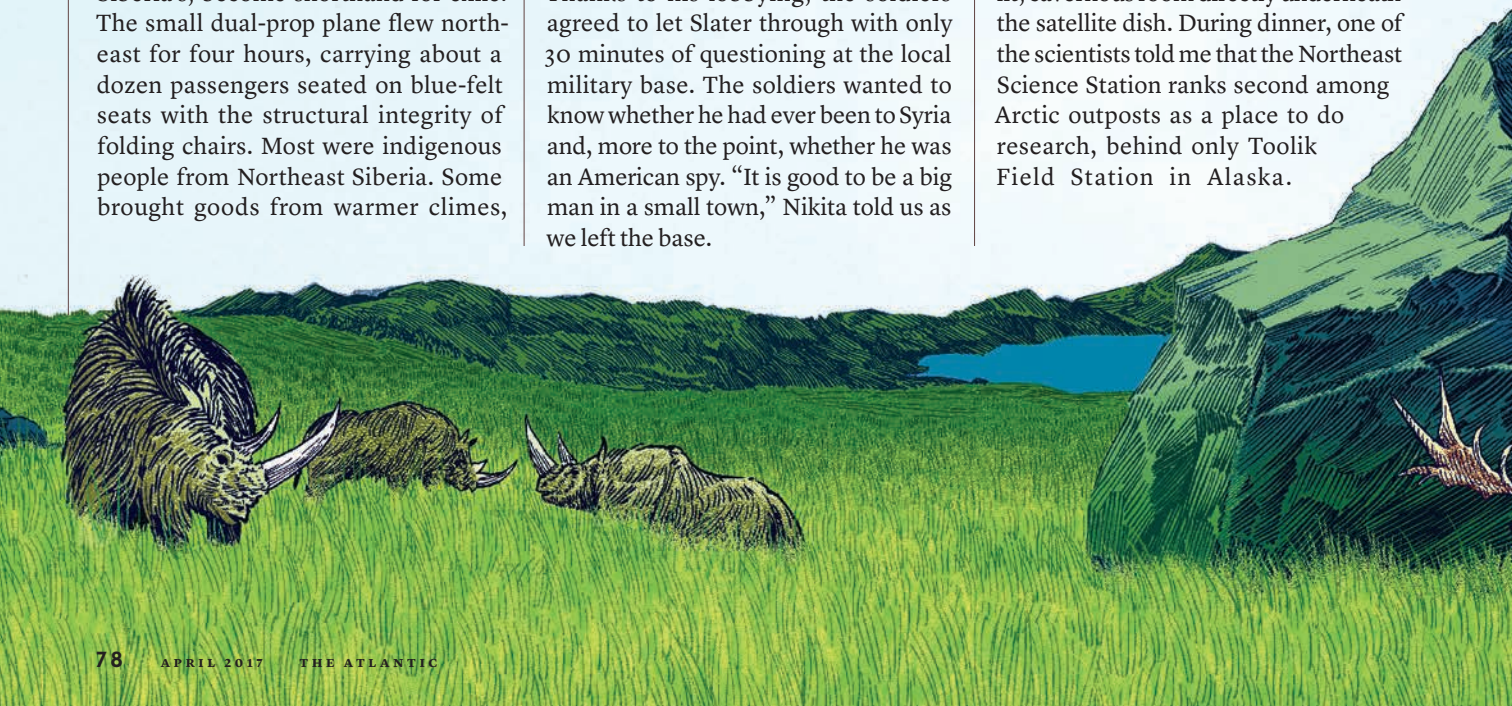 The small dual-prop plane flew north-
east for four hours, carrying about a
dozen passengers seated on blue-felt
seats with the structural integrity of
folding chairs. Most were indigenous
people from Northeast Siberia. Some
brought goods from warmer climes,
agreed to let Slater through with only
30 minutes of questioning at the local
military base. The soldiers wanted to
know whether he had ever been to Syria
and, more to the point, whether he was
an American spy. “It is good to be a big
man in a small town,” Nikita told us as
we left the base.
the satellite dish. During dinner, one of
the scientists told me that the Northeast
Science Station ranks second among
Arctic outposts as a place to do
research, behind only Toolik
Field Station in Alaska.
78 APRIL 2017 THE ATLANTIC